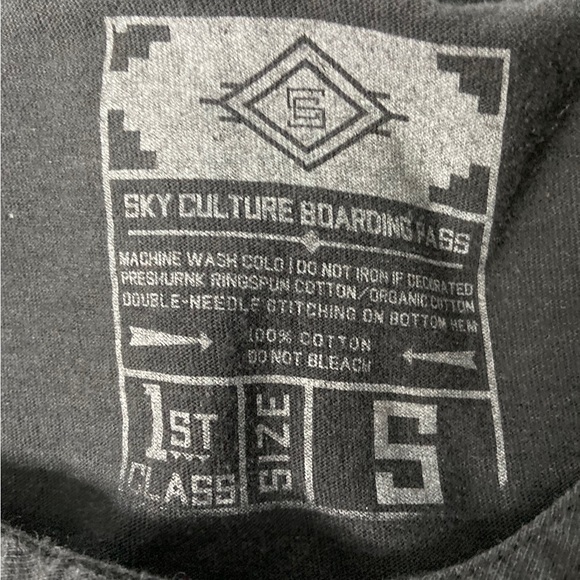 S
SKY CULTURE BOARDING PASS
MACHINE WASH COLD | DO NOT IRON IF DECORATED
PRESHURNK RINGSPUN COTTON/ORGANIC COTTON
DOUBLE-NEEDLE STITCHING ON BOTTOM HEM
100% COTTON
DO NOT BLEACH
1ST
CLASS
SIZE
S